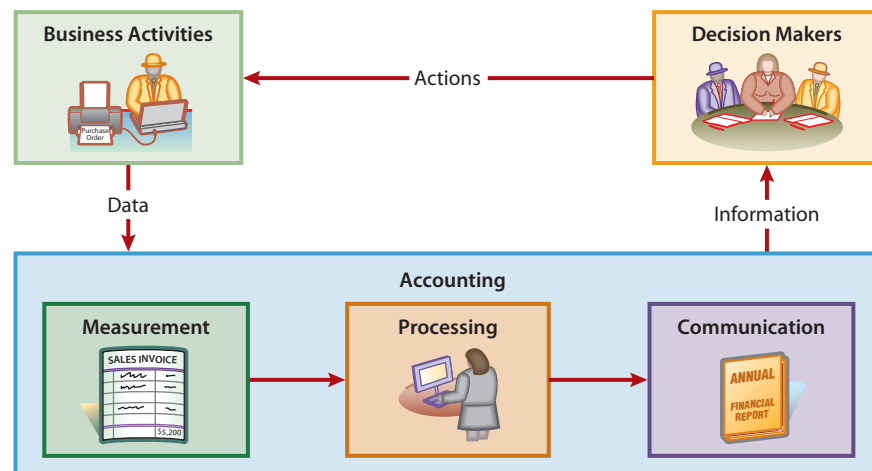 Business Activities
Purchase
Order
Decision Makers
Actions
Data
Information
Accounting
Measurement
SALES INVOICE
$5,200
Processing
Communication
ANNUAL
FINANCIAL
REPORT